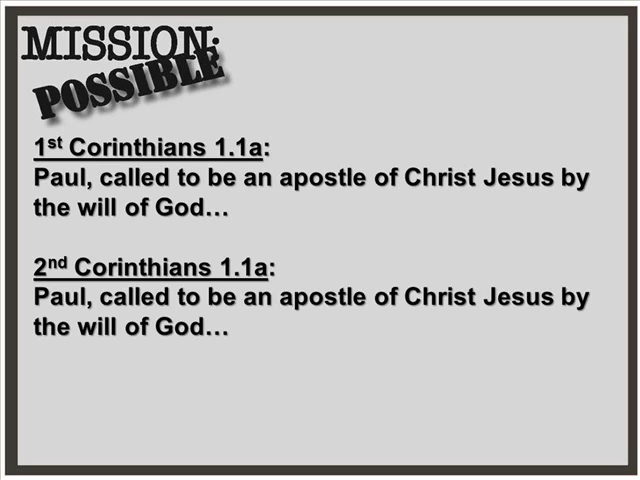 MISSION:
POSSIBLE
1st Corinthians 1.1a:
Paul, called to be an apostle of Christ Jesus by
the will of God…
2nd Corinthians 1.1a:
Paul, called to be an apostle of Christ Jesus by
the will of God…